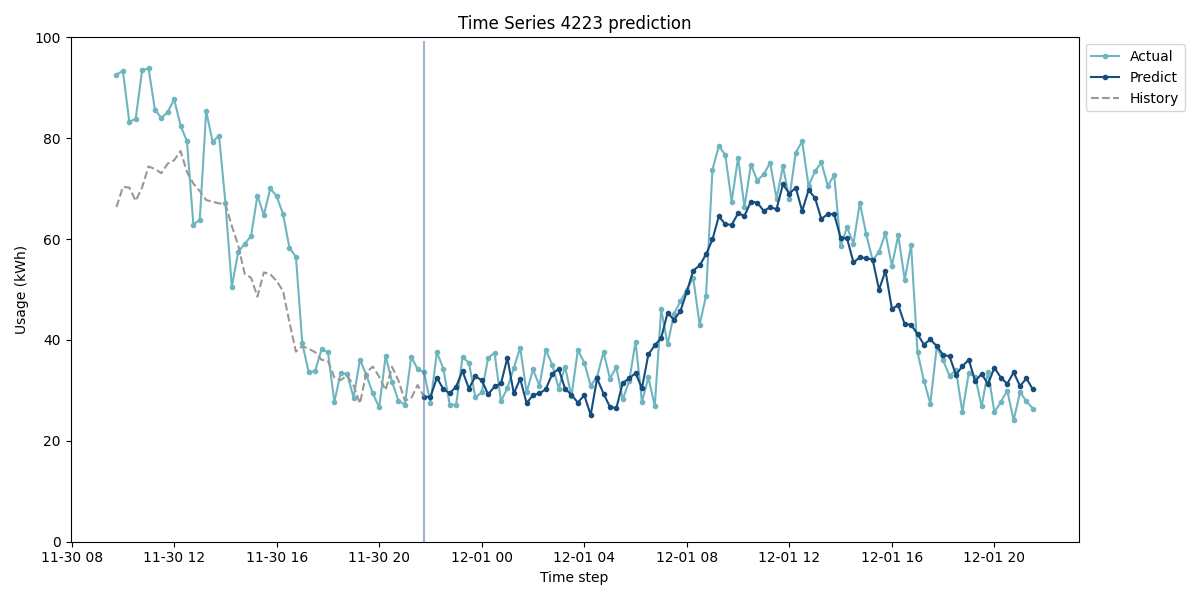 Time Series 4223 prediction
100
80
60
40
20
0
Usage (kWh)
11-30 08
11-30 12
11-30 16
11-30 20
12-01 00
12-01 04
12-01 08
12-01 12
12-01 16
12-01 20
Time step
Actual
Predict
History